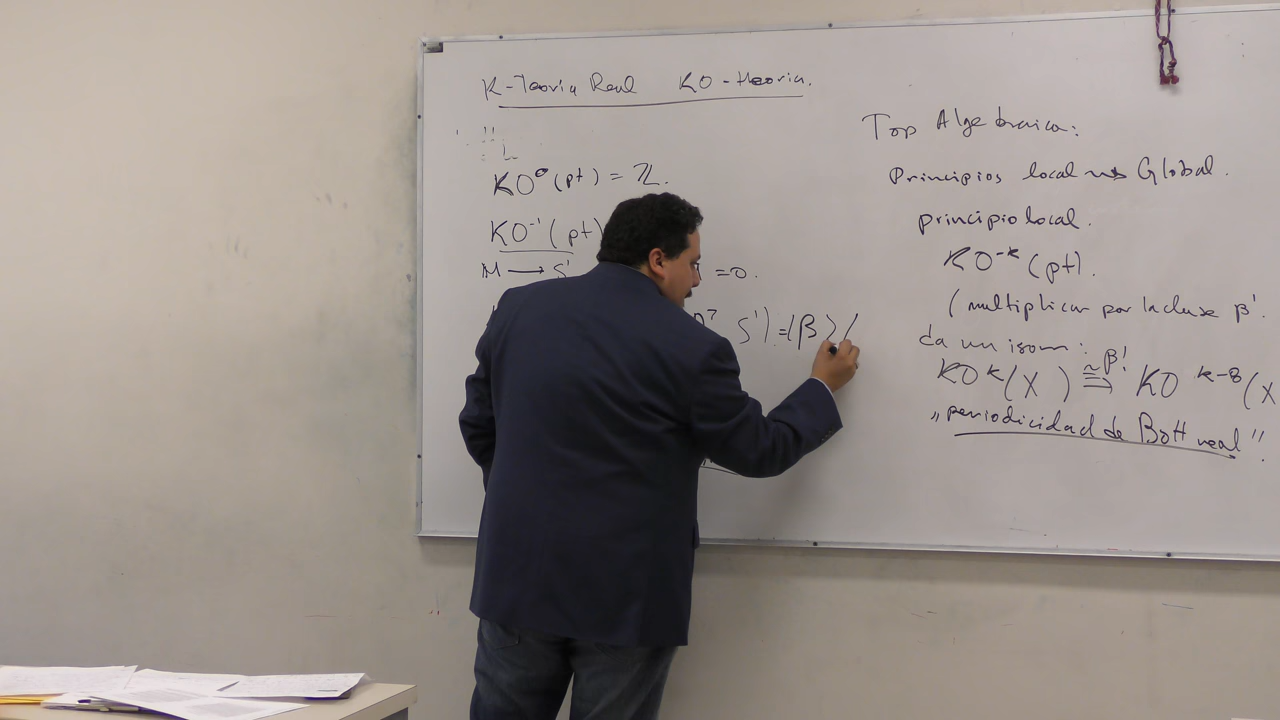 K-Teoria Real KO-theoria.
KO⁰(pt) = ℤ.
KO⁻¹(pt)
M ⟶ S¹ =0.
S¹). = ⟨β⟩/
Top Algebraica:
Principios local Global.
principio local.
KO⁻ᵏ(pt).
(multiplicar por la clase β'.
da un isom:
KOᵏ(X) ≅ β! KO ᵏ⁻⁸(X
„periodicidad de Bott real".